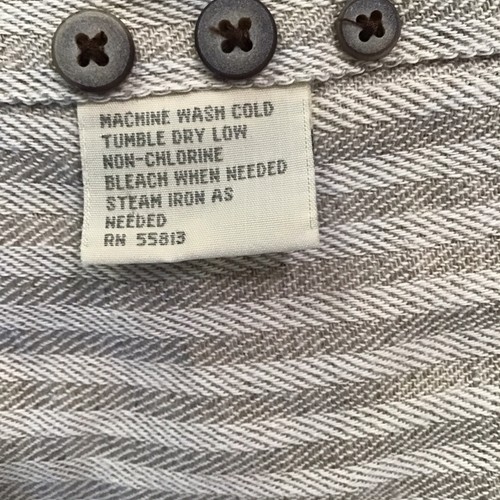 MACHINE WASH COLD
TUMBLE DRY LOW
NON-CHLORINE
BLEACH WHEN NEEDED
STEAM IRON AS
NEEDED
RN 55813